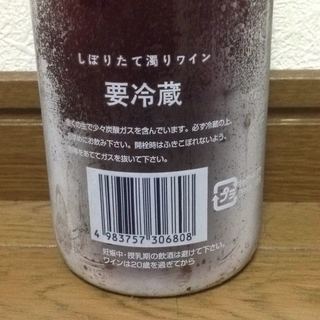 しぼりたて濁りワイン
要冷蔵
生で少々炭酸ガスを含んでいます。必ず冷蔵の上、
お飲み下さい。開栓時はふきこぼれないよう、
をあててガスを抜いて下さい。
4 983757 306808
プラ
妊娠中・授乳期の飲酒は避けて下さい。
ワインは20歳を過ぎてから